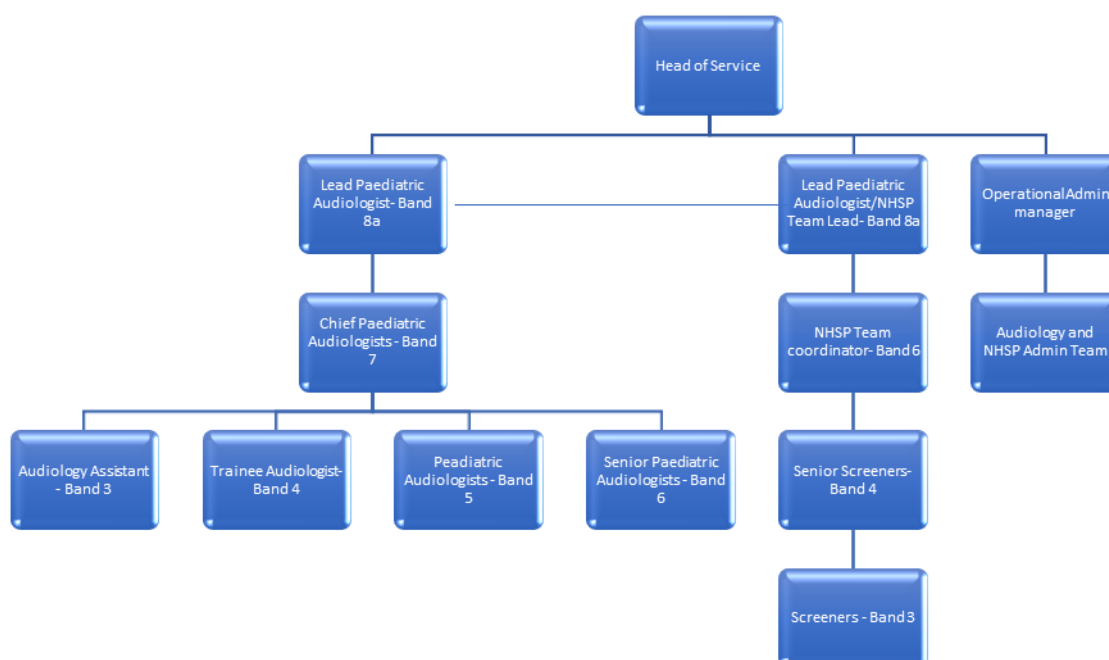 Head of Service
Lead Paediatric
Audiologist- Band
8a
Lead Paediatric
Audiologist/NHSP
Team Lead- Band 8a
Operational Admin
manager
Chief Paediatric
Audiologists - Band
7
NHSP Team
coordinator- Band 6
Audiology and
NHSP Admin Team
Audiology Assistant
- Band 3
Trainee Audiologist-
Band 4
Peadiatric
Audiologists - Band
5
Senior Paediatric
Audiologists - Band
6
Senior Screeners-
Band 4
Screeners - Band 3